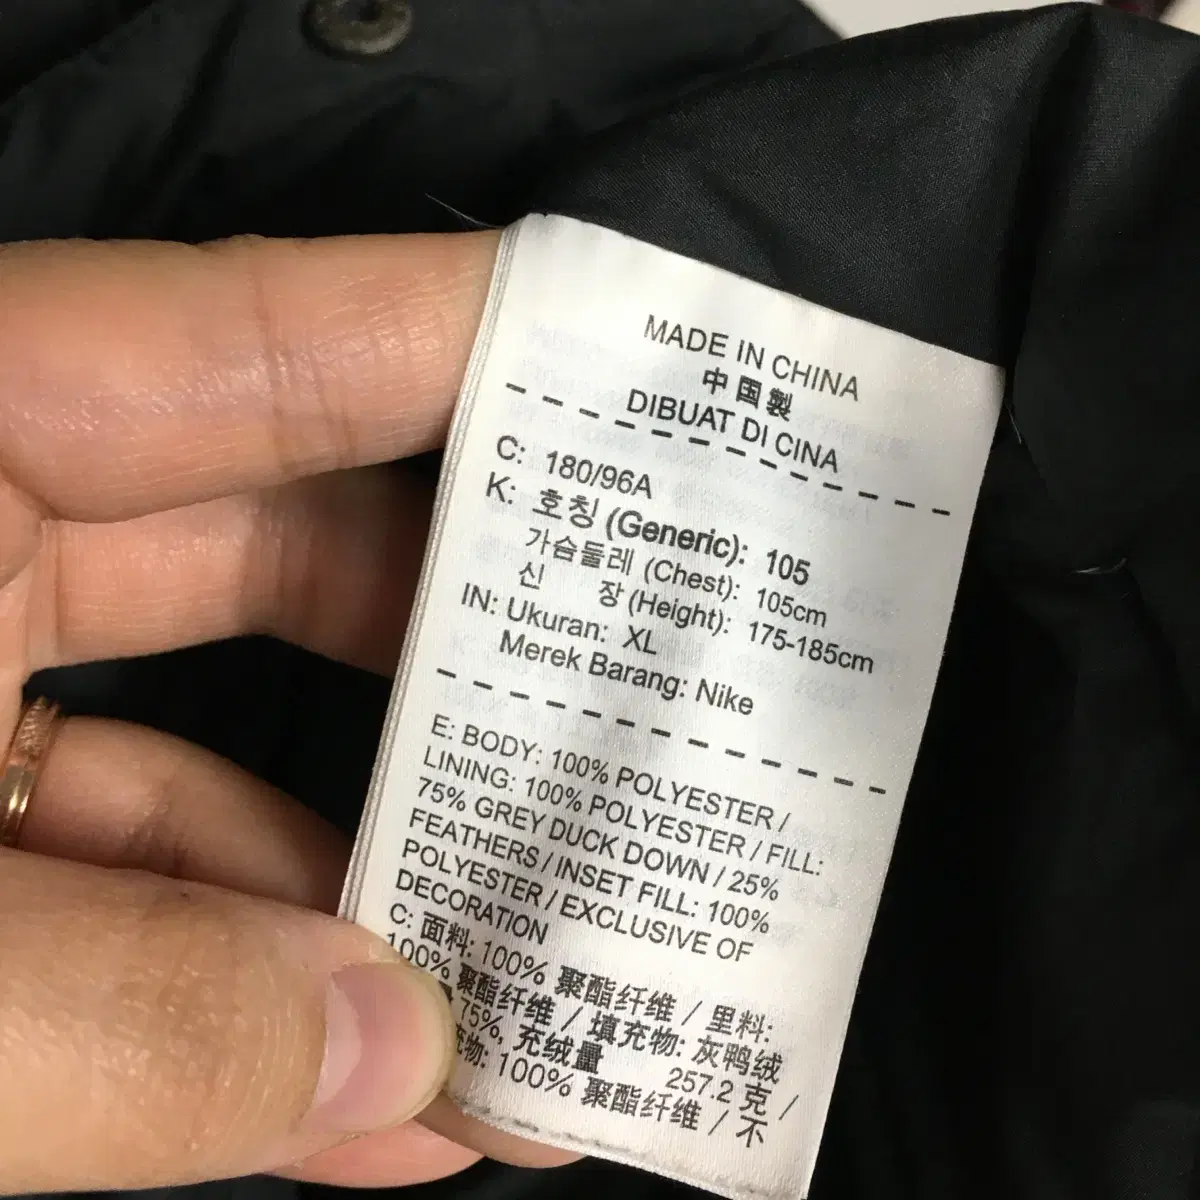 MADE IN CHINA
中国製
DIBUAT DI CINA
C: 180/96A
K: 호칭 (Generic): 105
가슴둘레 (Chest): 105cm
신 장 (Height): 175-185cm
IN: Ukuran: XL
Merek Barang: Nike
E: BODY: 100% POLYESTER /
LINING: 100% POLYESTER / FILL:
75% GREY DUCK DOWN / 25%
FEATHERS / INSET FILL: 100%
POLYESTER / EXCLUSIVE OF
DECORATION
C: 面料: 100% 聚酯纤维 / 里料:
100% 聚酯纤维 / 填充物: 灰鸭绒
75%, 充绒量 257.2 克 /
充物: 100% 聚酯纤维 / 不